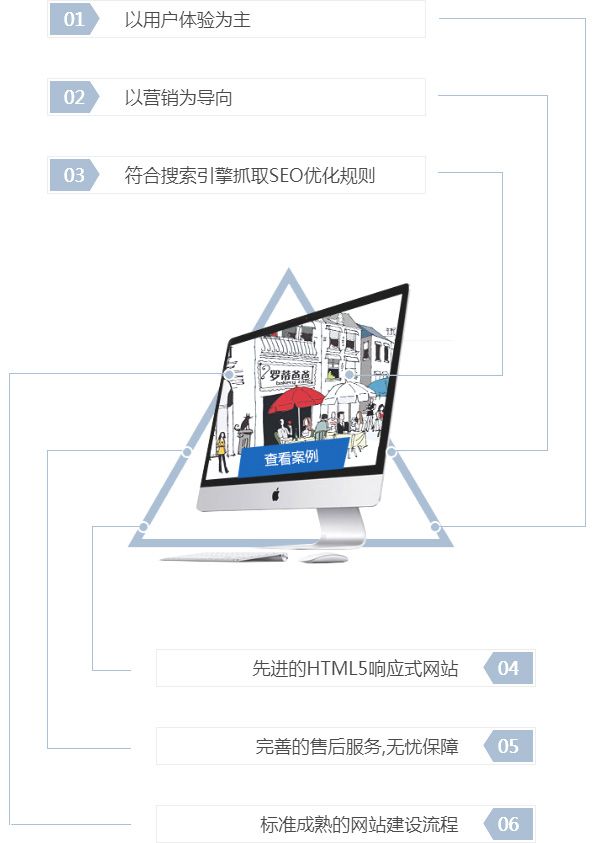 01 以用户体验为主
02 以营销为导向
03 符合搜索引擎抓取SEO优化规则
罗蒂爸爸
查看案例
先进的HTML5响应式网站 04
完善的售后服务,无忧保障 05
标准成熟的网站建设流程 06